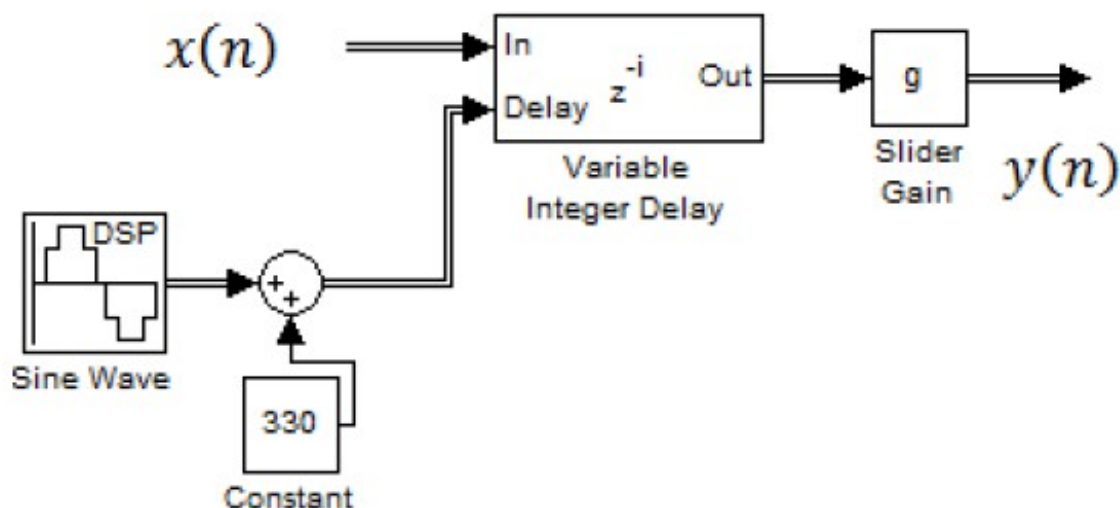 x(n)
In
Delay
z^-i
Out
g
Variable
Integer Delay
Slider
Gain
y(n)
DSP
+
+
Sine Wave
330
Constant